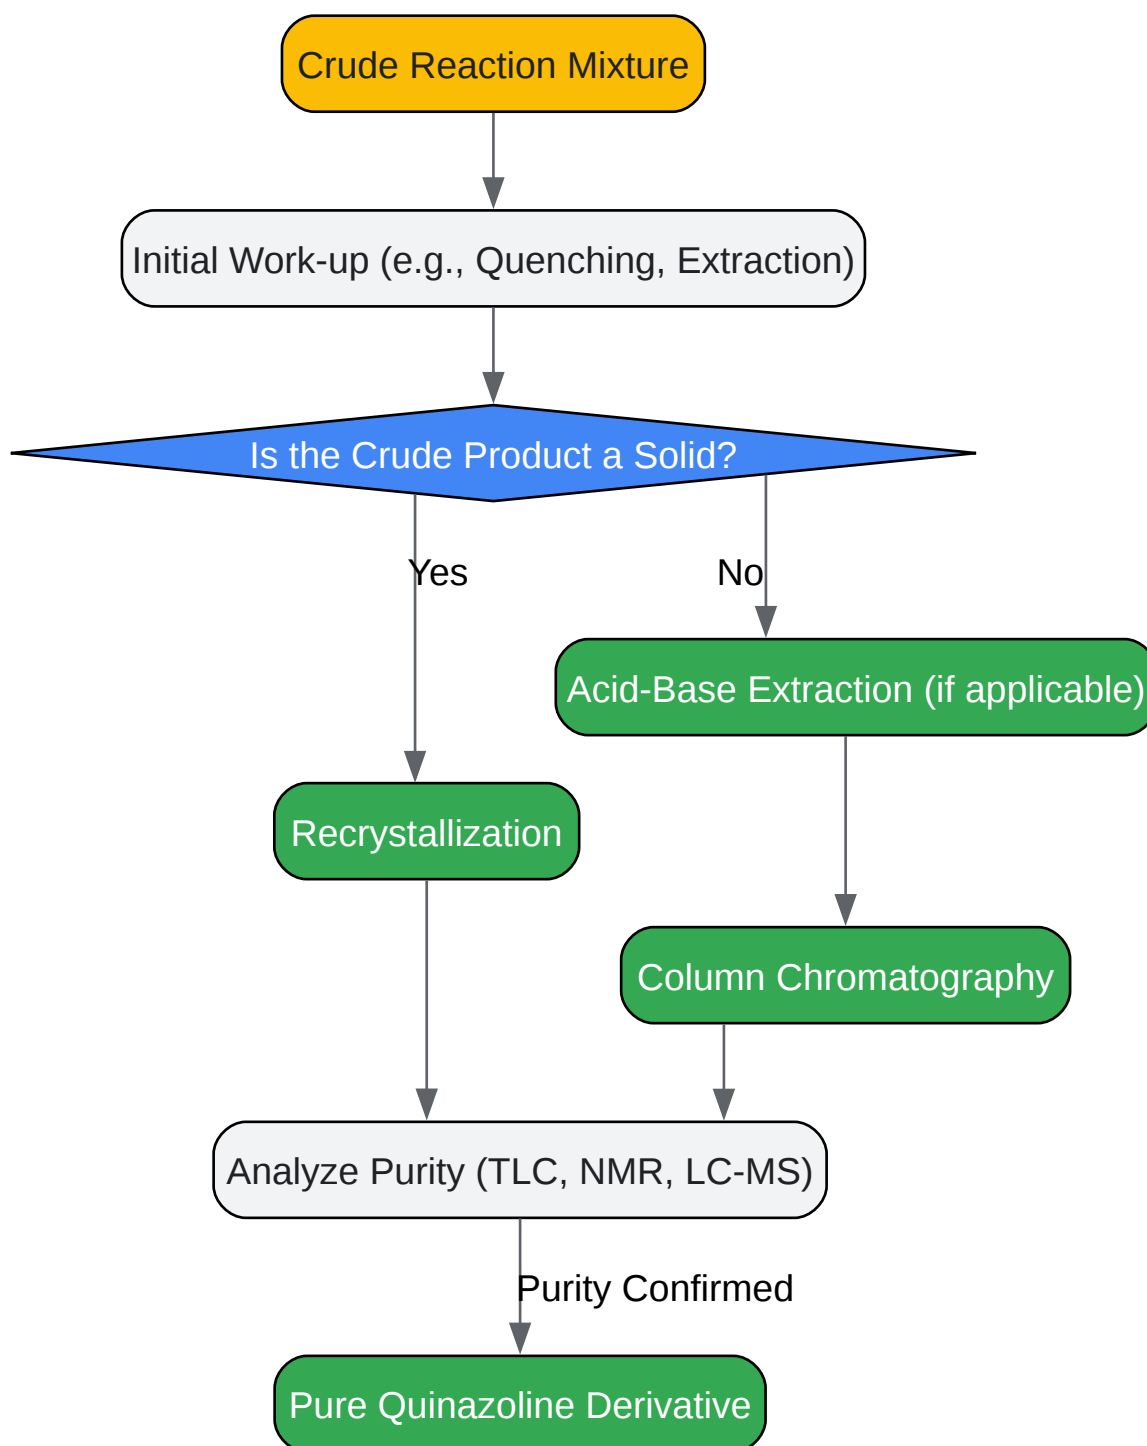 Crude Reaction Mixture
Initial Work-up (e.g., Quenching, Extraction)
Is the Crude Product a Solid?
Yes
No
Acid-Base Extraction (if applicable)
Recrystallization
Column Chromatography
Analyze Purity (TLC, NMR, LC-MS)
Purity Confirmed
Pure Quinazoline Derivative